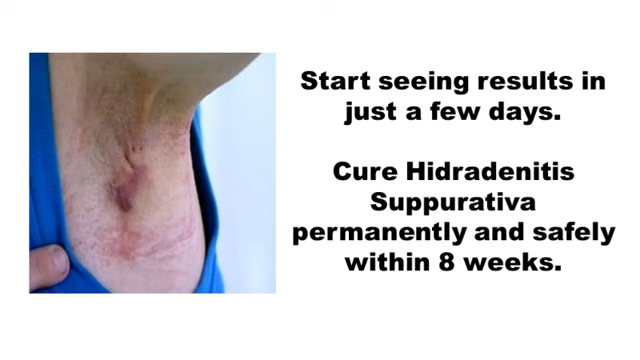 Start seeing results in
just a few days.
Cure Hidradenitis
Suppurativa
permanently and safely
within 8 weeks.